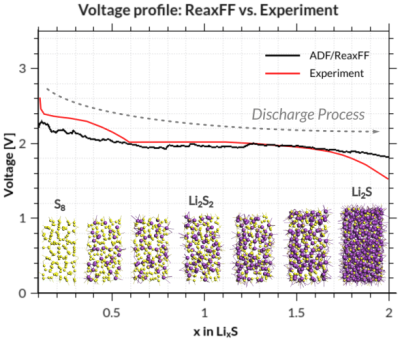 Voltage profile: ReaxFF vs. Experiment
ADF/ReaxFF
Experiment
Discharge Process
Voltage [V]
3
2
1
0
S₈
Li₂S₂
Li₂S
0.5
1
1.5
2
x in LiₓS